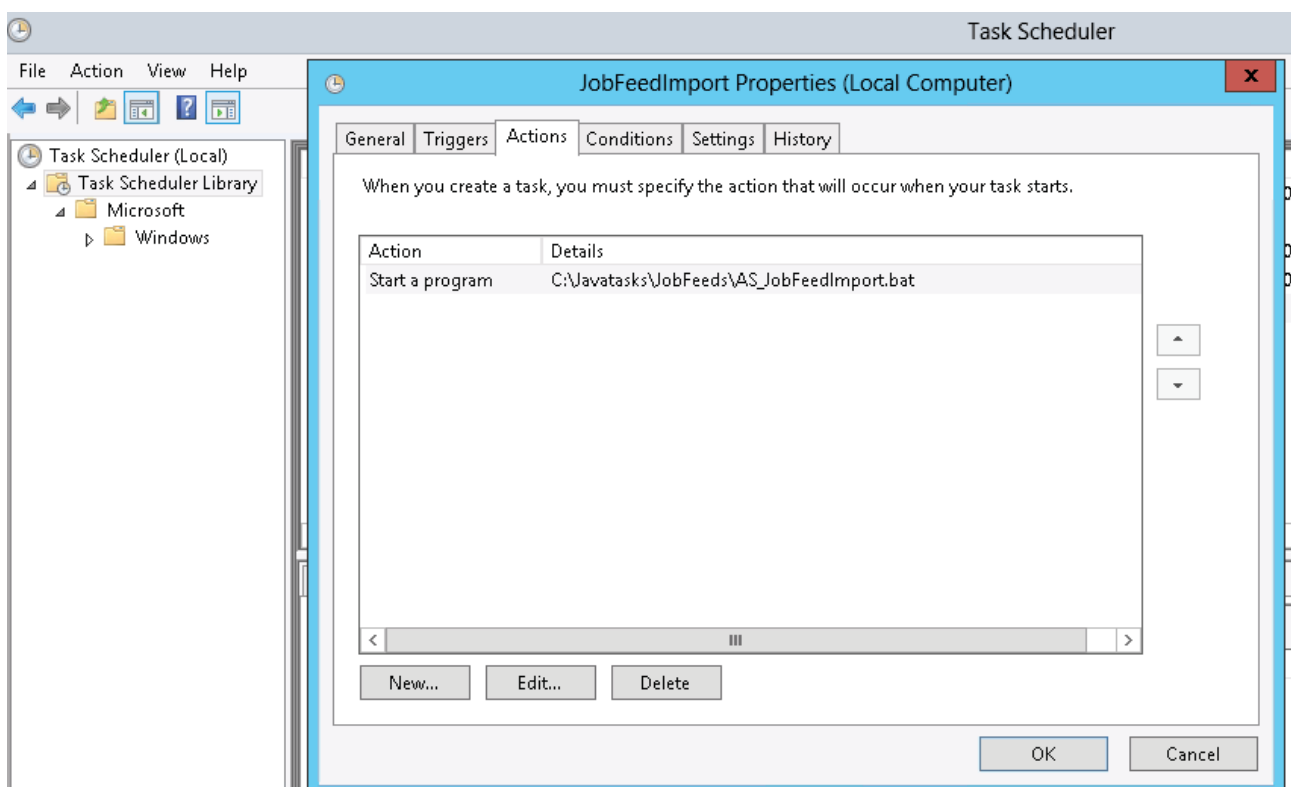 Task Scheduler
File Action View Help
JobFeedImport Properties (Local Computer)
x
General Triggers Actions Conditions Settings History
Task Scheduler (Local)
Task Scheduler Library
Microsoft
Windows
When you create a task, you must specify the action that will occur when your task starts.
Action Details
Start a program C:\Javatasks\JobFeeds\AS_JobFeedImport.bat
New... Edit... Delete
OK Cancel